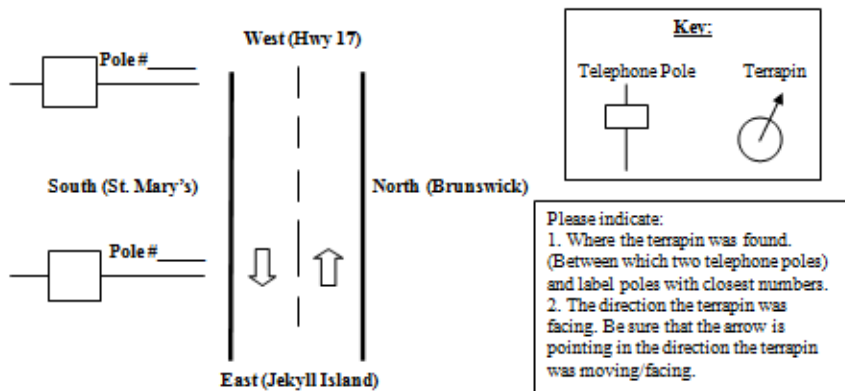 West (Hwy 17)
Pole #_____
South (St. Mary's)
North (Brunswick)
Pole #_____
East (Jekyll Island)
Key:
Telephone Pole
Terrapin
Please indicate:
1. Where the terrapin was found.
(Between which two telephone poles)
and label poles with closest numbers.
2. The direction the terrapin was
facing. Be sure that the arrow is
pointing in the direction the terrapin
was moving/facing.